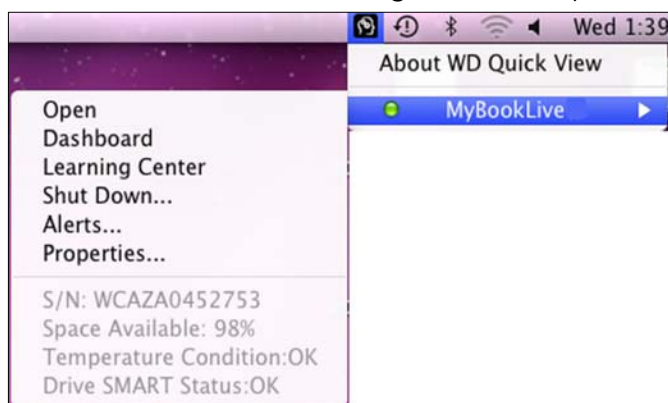 Wed 1:39
About WD Quick View
MyBookLive
Open
Dashboard
Learning Center
Shut Down...
Alerts...
Properties...
S/N: WCAZA0452753
Space Available: 98%
Temperature Condition:OK
Drive SMART Status:OK